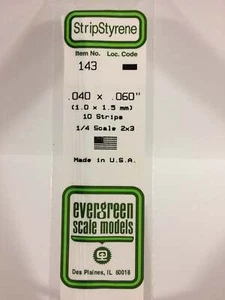 StripStyrene
Item No. Loc. Code
143
.040 x .060"
(1.0 x 1.5 mm)
10 Strips
1/4 Scale 2x3
Made in U.S.A.
evergreen
scale models
Des Plaines, IL 60018